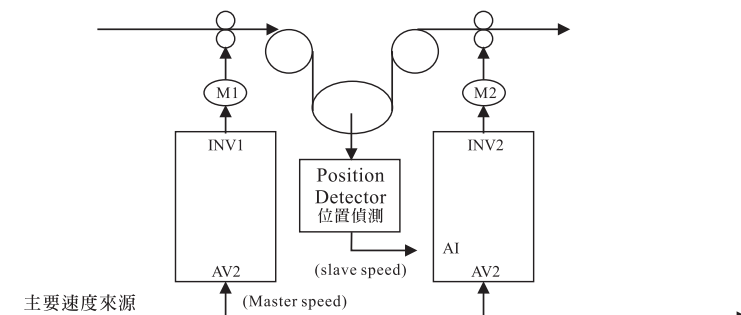 M1
M2
INV1
INV2
Position
Detector
位置偵測
AI
(slave speed)
AV2
AV2
主要速度來源
(Master speed)